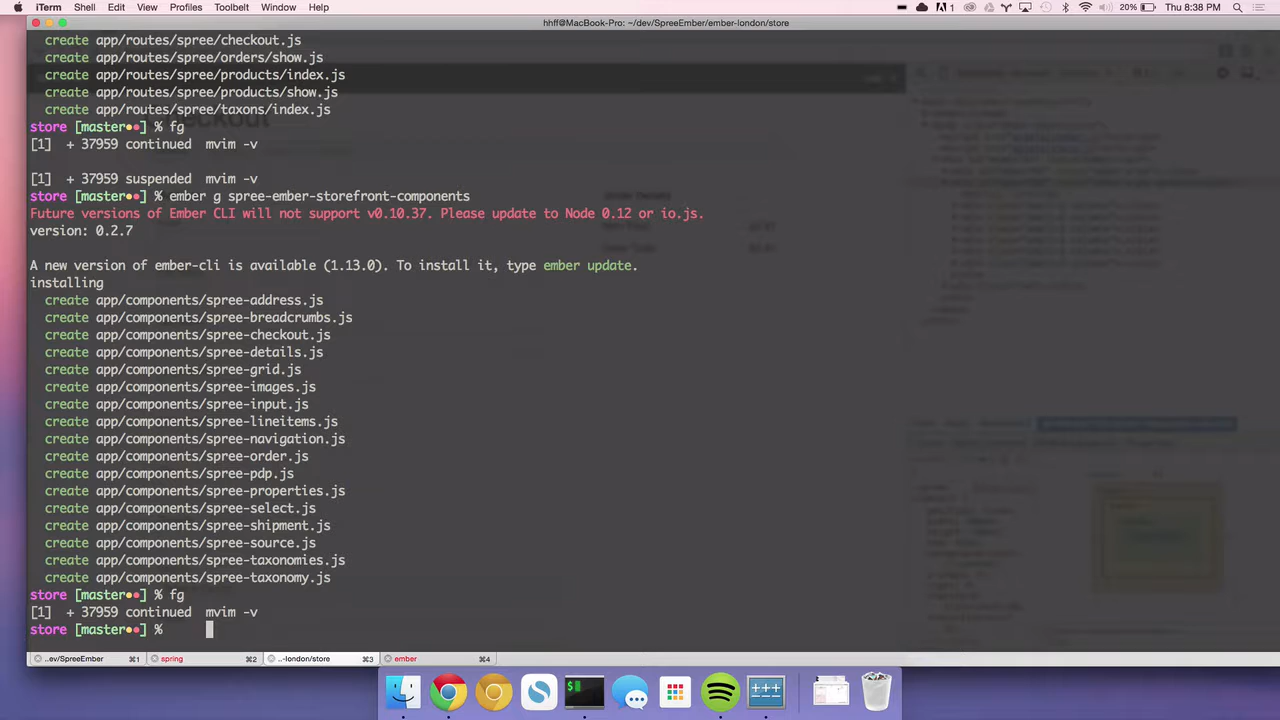 iTerm Shell Edit View Profiles Toolbelt Window Help
1 20% Thu 8:38 PM
hhff@MacBook-Pro: ~/dev/SpreeEmber/ember-london/store
create app/routes/spree/checkout.js
create app/routes/spree/orders/show.js
create app/routes/spree/products/index.js
create app/routes/spree/products/show.js
create app/routes/spree/taxons/index.js
store [master••] % fg
[1] + 37959 continued mvim -v
[1] + 37959 suspended mvim -v
store [master••] % ember g spree-ember-storefront-components
Future versions of Ember CLI will not support v0.10.37. Please update to Node 0.12 or io.js.
version: 0.2.7
A new version of ember-cli is available (1.13.0). To install it, type ember update.
installing
create app/components/spree-address.js
create app/components/spree-breadcrumbs.js
create app/components/spree-checkout.js
create app/components/spree-details.js
create app/components/spree-grid.js
create app/components/spree-images.js
create app/components/spree-input.js
create app/components/spree-lineitems.js
create app/components/spree-navigation.js
create app/components/spree-order.js
create app/components/spree-pdp.js
create app/components/spree-properties.js
create app/components/spree-select.js
create app/components/spree-shipment.js
create app/components/spree-source.js
create app/components/spree-taxonomies.js
create app/components/spree-taxonomy.js
store [master••] % fg
[1] + 37959 continued mvim -v
store [master••] %
..ev/SpreeEmber ⌘1 spring ⌘2 ..-london/store ⌘3 ember ⌘4